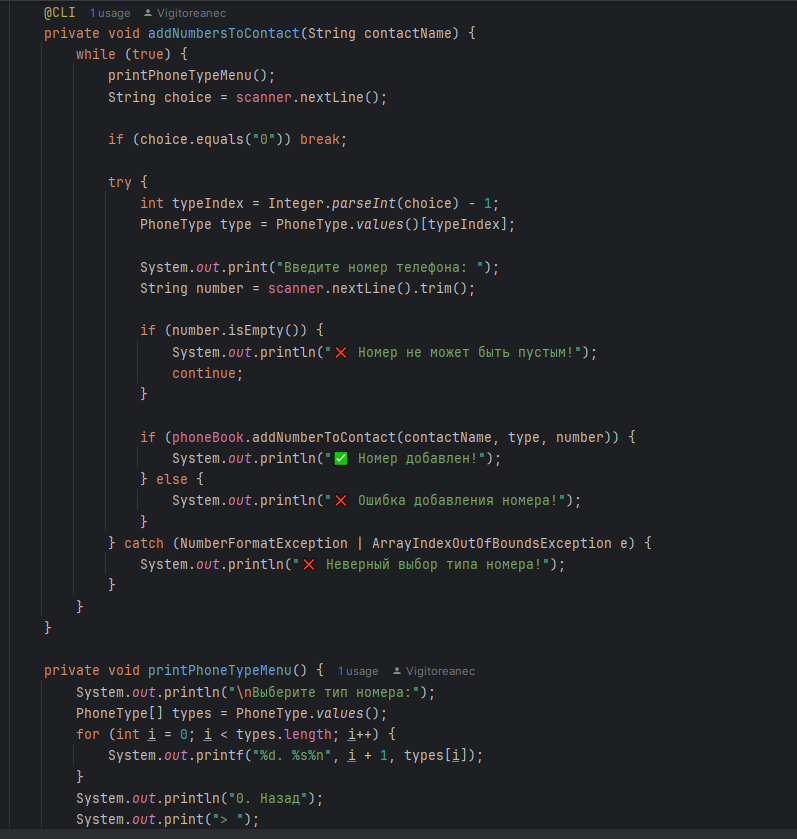 @CLI 1 usage Vigitoreanec
private void addNumbersToContact(String contactName) {
while (true) {
printPhoneTypeMenu();
String choice = scanner.nextLine();
if (choice.equals("0")) break;
try {
int typeIndex = Integer.parseInt(choice) - 1;
PhoneType type = PhoneType.values()[typeIndex];
System.out.print("Введите номер телефона: ");
String number = scanner.nextLine().trim();
if (number.isEmpty()) {
System.out.println("❌ Номер не может быть пустым!");
continue;
}
if (phoneBook.addNumberToContact(contactName, type, number)) {
System.out.println("✅ Номер добавлен!");
} else {
System.out.println("❌ Ошибка добавления номера!");
}
} catch (NumberFormatException | ArrayIndexOutOfBoundsException e) {
System.out.println("❌ Неверный выбор типа номера!");
}
}
}
private void printPhoneTypeMenu() { 1 usage Vigitoreanec
System.out.println("\nВыберите тип номера:");
PhoneType[] types = PhoneType.values();
for (int i = 0; i < types.length; i++) {
System.out.printf("%d. %s%n", i + 1, types[i]);
}
System.out.println("0. Назад");
System.out.print("> ");